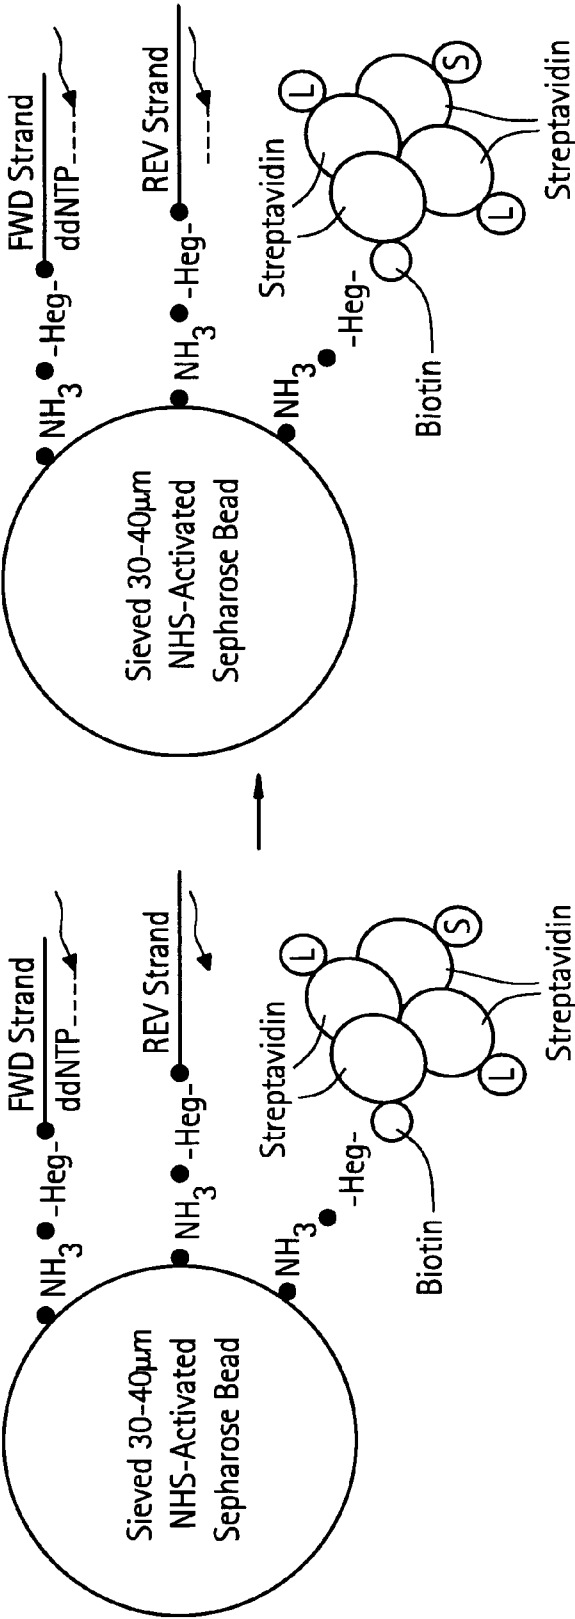 FWD Strand
NH3
-Heg-
ddNTP
REV Strand
NH3
-Heg-
Sieved 30-40µm
NHS-Activated
Sepharose Bead
NH3
-Heg-
Streptavidin
L
S
L
Biotin
Streptavidin
FWD Strand
NH3
-Heg-
ddNTP
REV Strand
NH3
-Heg-
Sieved 30-40µm
NHS-Activated
Sepharose Bead
NH3
-Heg-
Streptavidin
L
S
L
Biotin
Streptavidin